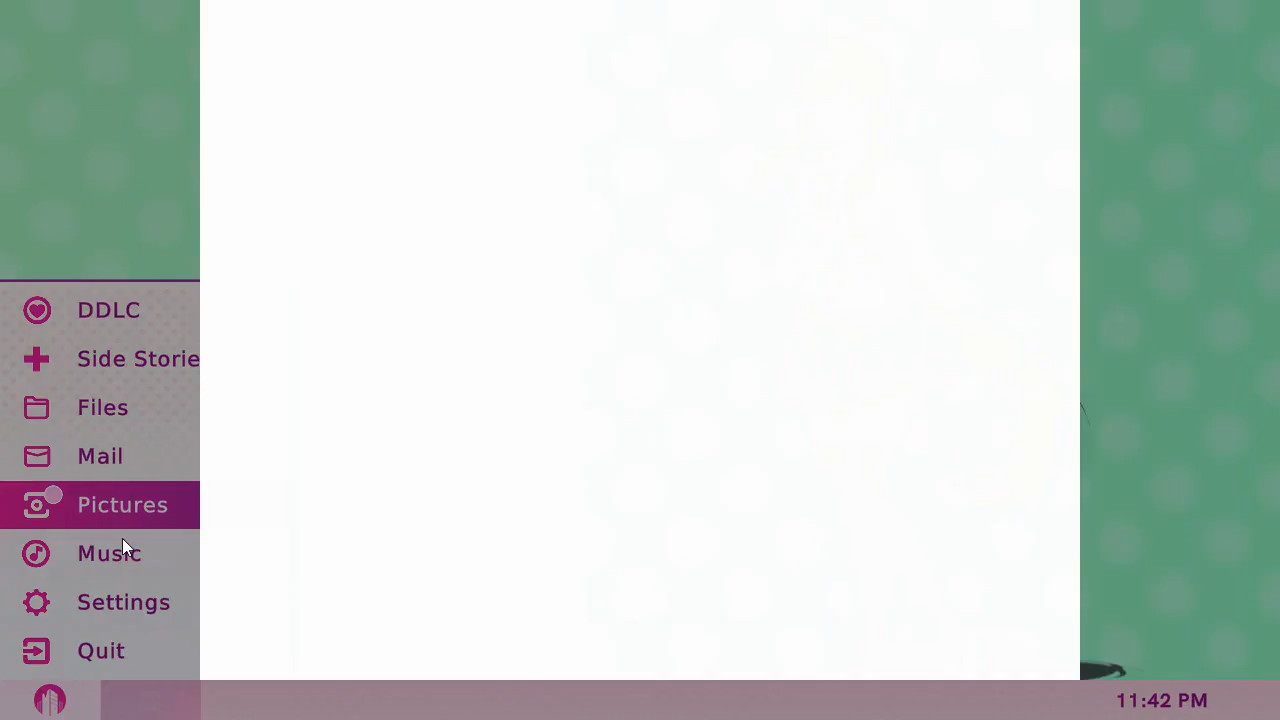 DDLC
Side Storie
Files
Mail
Pictures
Music
Settings
Quit
11:42 PM